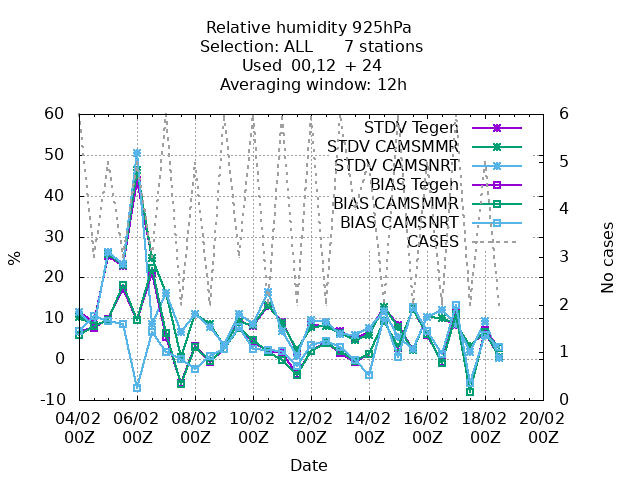 Relative humidity 925hPa
Selection: ALL 7 stations
Used 00,12 + 24
Averaging window: 12h
60 6
STDV Tegen
STDV CAMSMMR
50 5
STDV CAMSNRT
BIAS Tegen
40 4
BIAS CAMSMMR
BIAS CAMSNRT
CASES
30 3
%
No cases
20 2
10
0 1
-10 0
04/02 06/02 08/02 10/02 12/02 14/02 16/02 18/02 20/02
00Z 00Z 00Z 00Z 00Z 00Z 00Z 00Z 00Z
Date